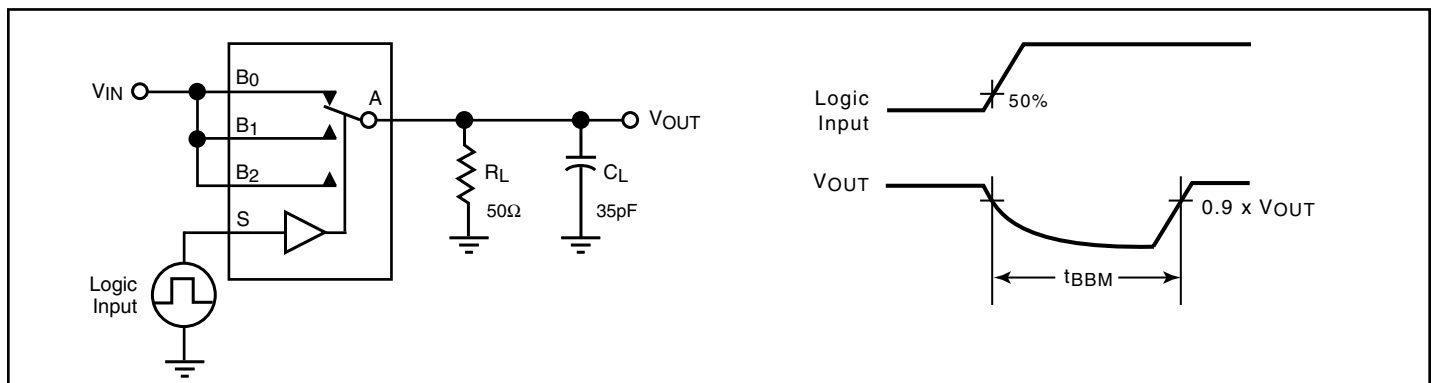 VIN
B0
A
B1
B2
S
VOUT
RL
50Ω
CL
35pF
Logic
Input
Logic
Input
50%
VOUT
0.9 x VOUT
tBBM